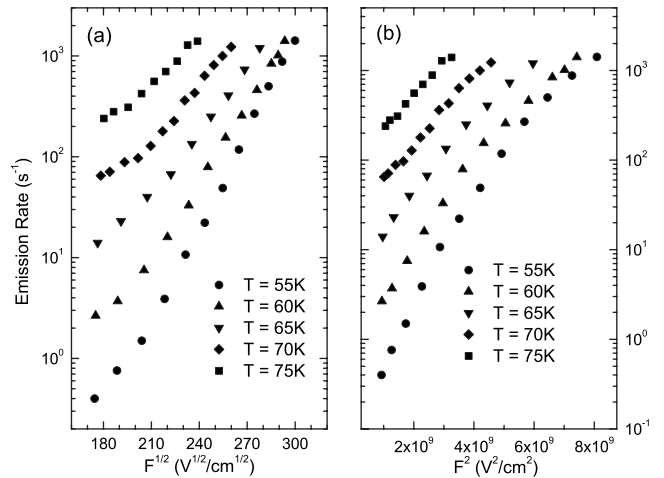 (a)
(b)
Emission Rate (s⁻¹)
10³
10²
10¹
10⁰
T = 55K
T = 60K
T = 65K
T = 70K
T = 75K
180 210 240 270 300
F^1/2 (V^1/2/cm^1/2)
T = 55K
T = 60K
T = 65K
T = 70K
T = 75K
10⁴
10³
10²
10¹
10⁰
10⁻¹
2x10⁹ 4x10⁹ 6x10⁹ 8x10⁹
F² (V²/cm²)